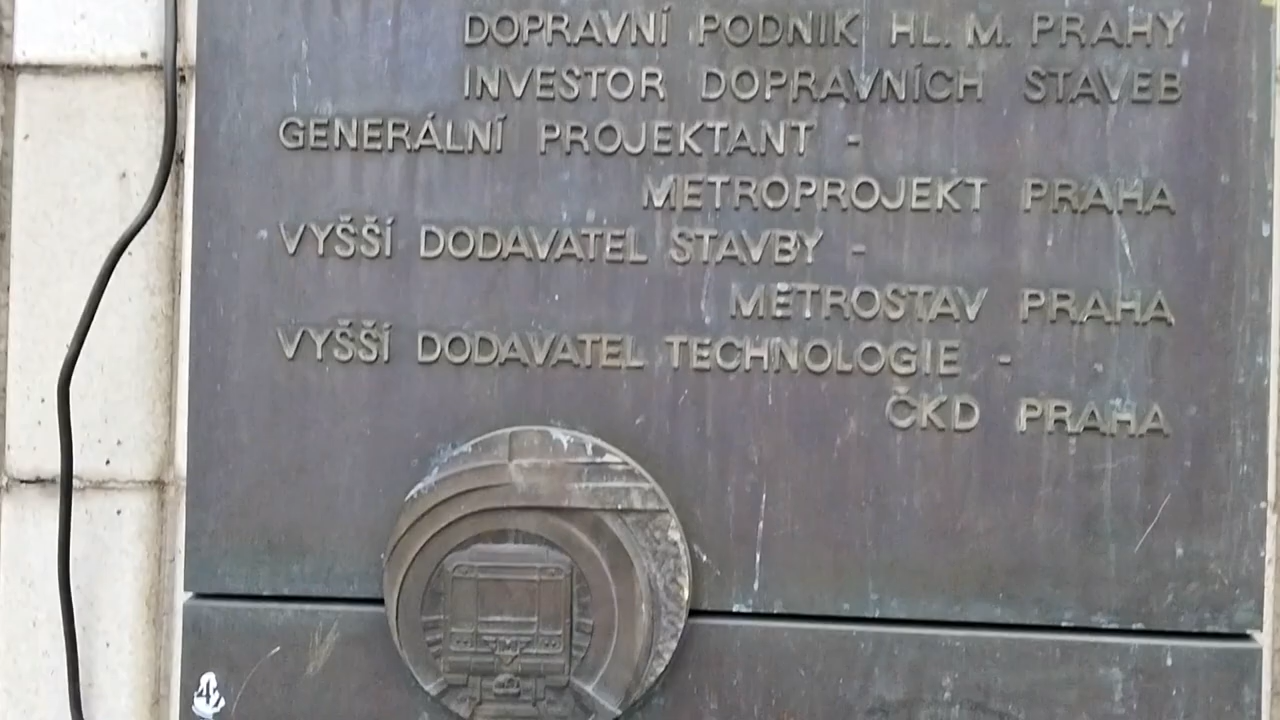 DOPRAVNÍ PODNIK HL. M. PRAHY
INVESTOR DOPRAVNÍCH STAVEB
GENERÁLNÍ PROJEKTANT -
METROPROJEKT PRAHA
VYŠŠÍ DODAVATEL STAVBY -
METROSTAV PRAHA
VYŠŠÍ DODAVATEL TECHNOLOGIE -
ČKD PRAHA